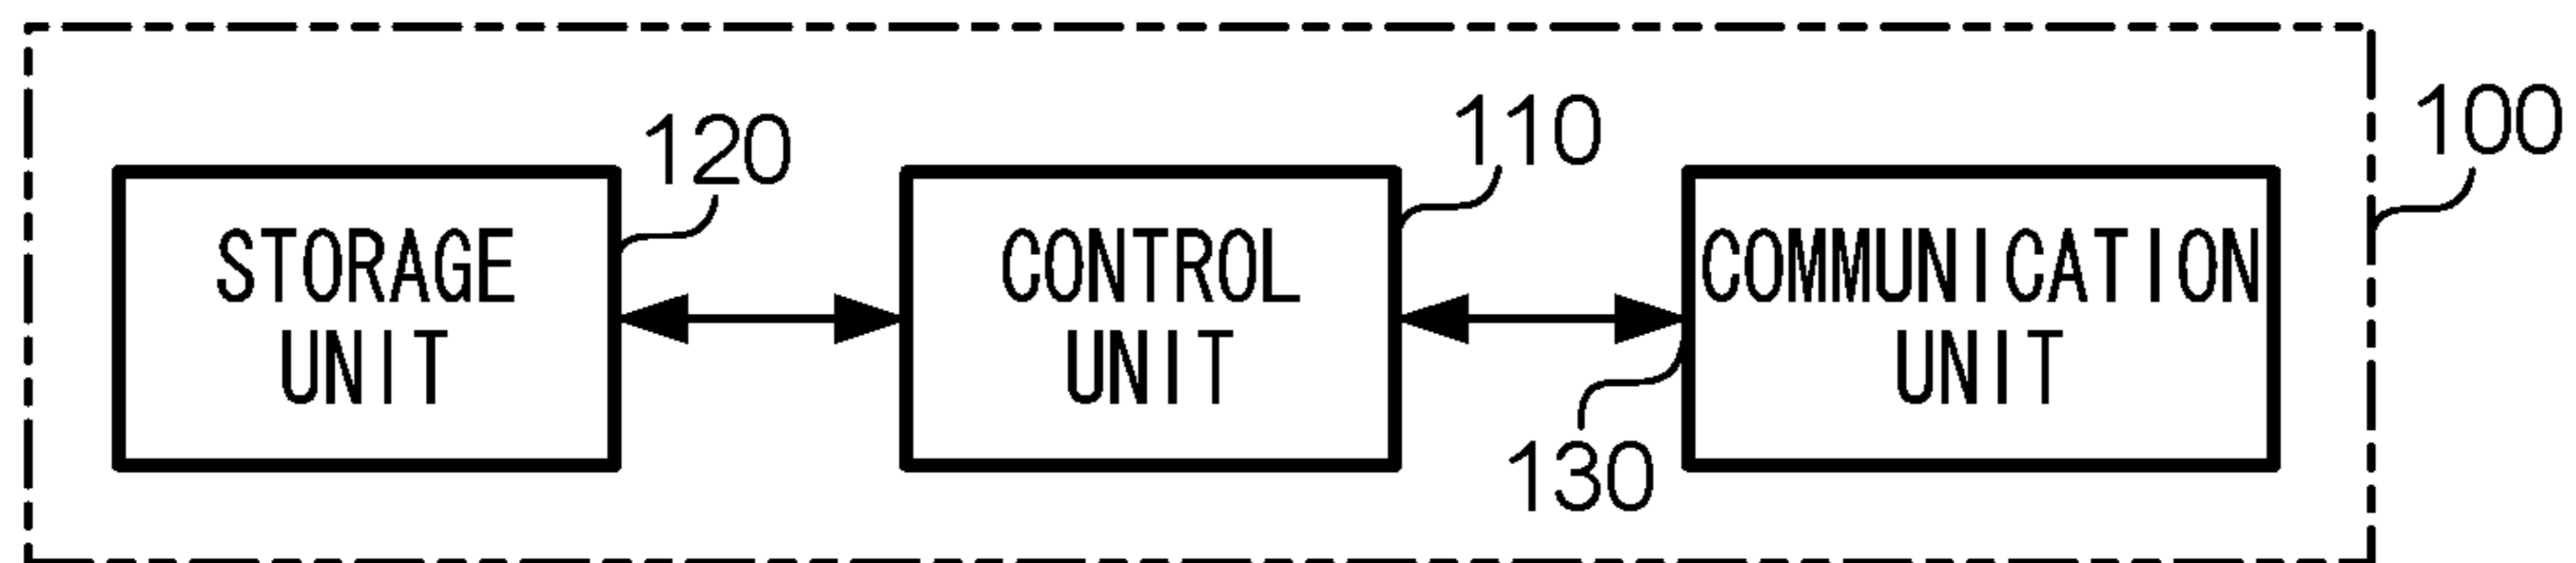 100
110
120
STORAGE
UNIT
CONTROL
UNIT
COMMUNICATION
UNIT
130